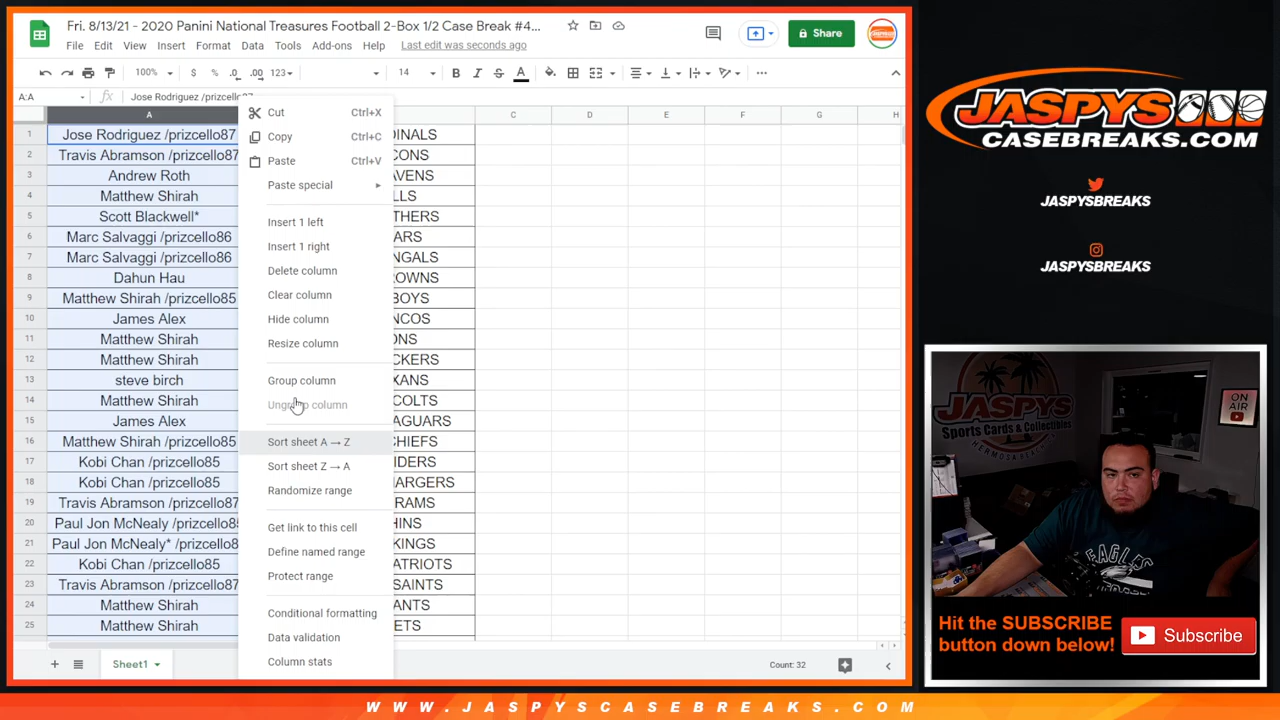 Fri. 8/13/21 - 2020 Panini National Treasures Football 2-Box 1/2 Case Break #4...
File Edit View Insert Format Data Tools Add-ons Help Last edit was seconds ago
Share
100% $ % .0 .00 123 14 B I S A
A:A fx Jose Rodriguez /prizcello87
A C D E F G H
1 Jose Rodriguez /prizcello87 DINALS
2 Travis Abramson /prizcello87 CONS
3 Andrew Roth AVENS
4 Matthew Shirah LLS
5 Scott Blackwell* THERS
6 Marc Salvaggi /prizcello86 ARS
7 Marc Salvaggi /prizcello86 NGALS
8 Dahun Hau ROWNS
9 Matthew Shirah /prizcello85 BOYS
10 James Alex NCOS
11 Matthew Shirah ONS
12 Matthew Shirah CKERS
13 steve birch XANS
14 Matthew Shirah COLTS
15 James Alex AGUARS
16 Matthew Shirah /prizcello85 CHIEFS
17 Kobi Chan /prizcello85 IDERS
18 Kobi Chan /prizcello85 HARGERS
19 Travis Abramson /prizcello87 RAMS
20 Paul Jon McNealy /prizcello85 HINS
21 Paul Jon McNealy* /prizcello8 KINGS
22 Kobi Chan /prizcello85 PATRIOTS
23 Travis Abramson /prizcello87 SAINTS
24 Matthew Shirah ANTS
25 Matthew Shirah ETS
Cut Ctrl+X
Copy Ctrl+C
Paste Ctrl+V
Paste special
Insert 1 left
Insert 1 right
Delete column
Clear column
Hide column
Resize column
Group column
Ungroup column
Sort sheet A → Z
Sort sheet Z → A
Randomize range
Get link to this cell
Define named range
Protect range
Conditional formatting
Data validation
Column stats
Sheet1
Count: 32
JASPYS
CASEBREAKS.COM
JASPYSBREAKS
JASPYSBREAKS
JASPYS
Sports Cards & Collectibles
HERMOSA BEACH
ON AIR
EAGLES
Hit the SUBSCRIBE
button down below!
Subscribe
WWW.JASPYSCASEBREAKS.COM